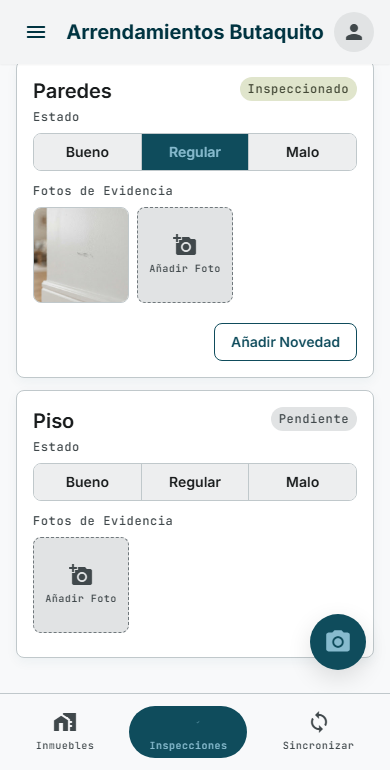 Arrendamientos Butaquito
Paredes
Inspeccionado
Estado
Bueno Regular Malo
Fotos de Evidencia
Añadir Foto
Añadir Novedad
Piso
Pendiente
Estado
Bueno Regular Malo
Fotos de Evidencia
Añadir Foto
Inmuebles Inspecciones Sincronizar